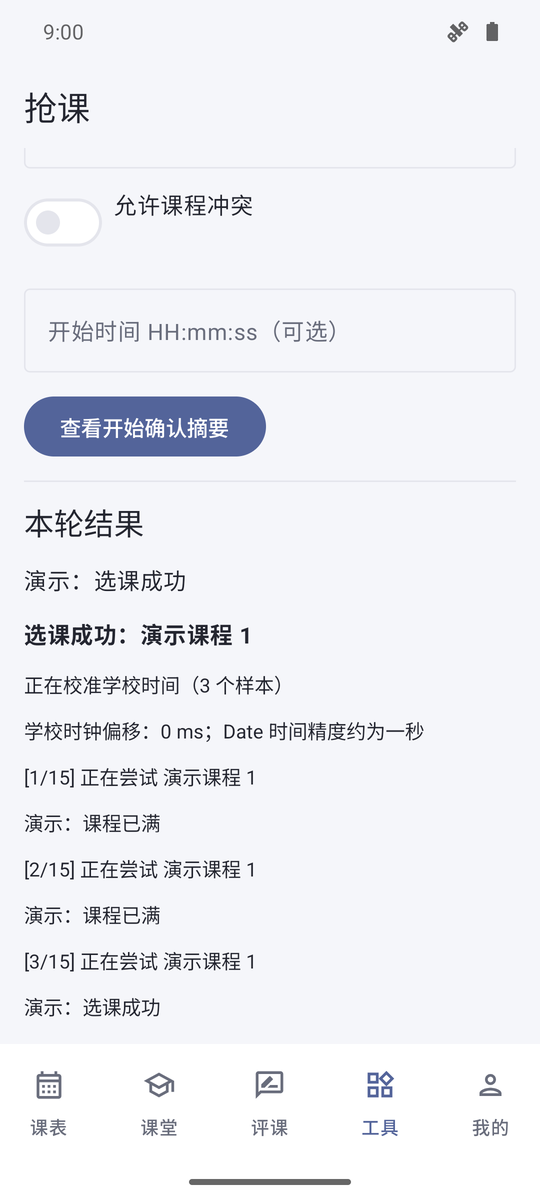 9:00
抢课
允许课程冲突
开始时间 HH:mm:ss（可选）
查看开始确认摘要
本轮结果
演示：选课成功
选课成功：演示课程 1
正在校准学校时间（3 个样本）
学校时钟偏移：0 ms；Date 时间精度约为一秒
[1/15] 正在尝试 演示课程 1
演示：课程已满
[2/15] 正在尝试 演示课程 1
演示：课程已满
[3/15] 正在尝试 演示课程 1
演示：选课成功
课表
课堂
评课
工具
我的